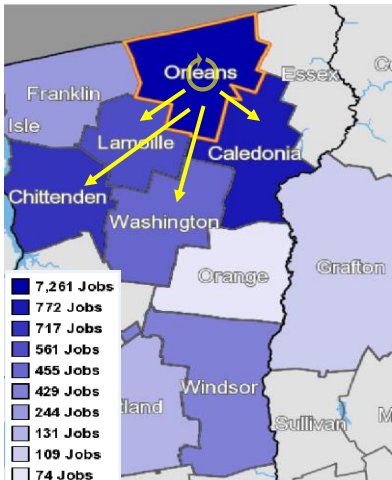 Orleans
Essex
Franklin
Isle
Lamoille
Caledonia
Chittenden
Washington
Orange
Grafton
7,261 Jobs
772 Jobs
717 Jobs
561 Jobs
455 Jobs
429 Jobs
244 Jobs
131 Jobs
109 Jobs
74 Jobs
Windsor
tland
Sullivan
M